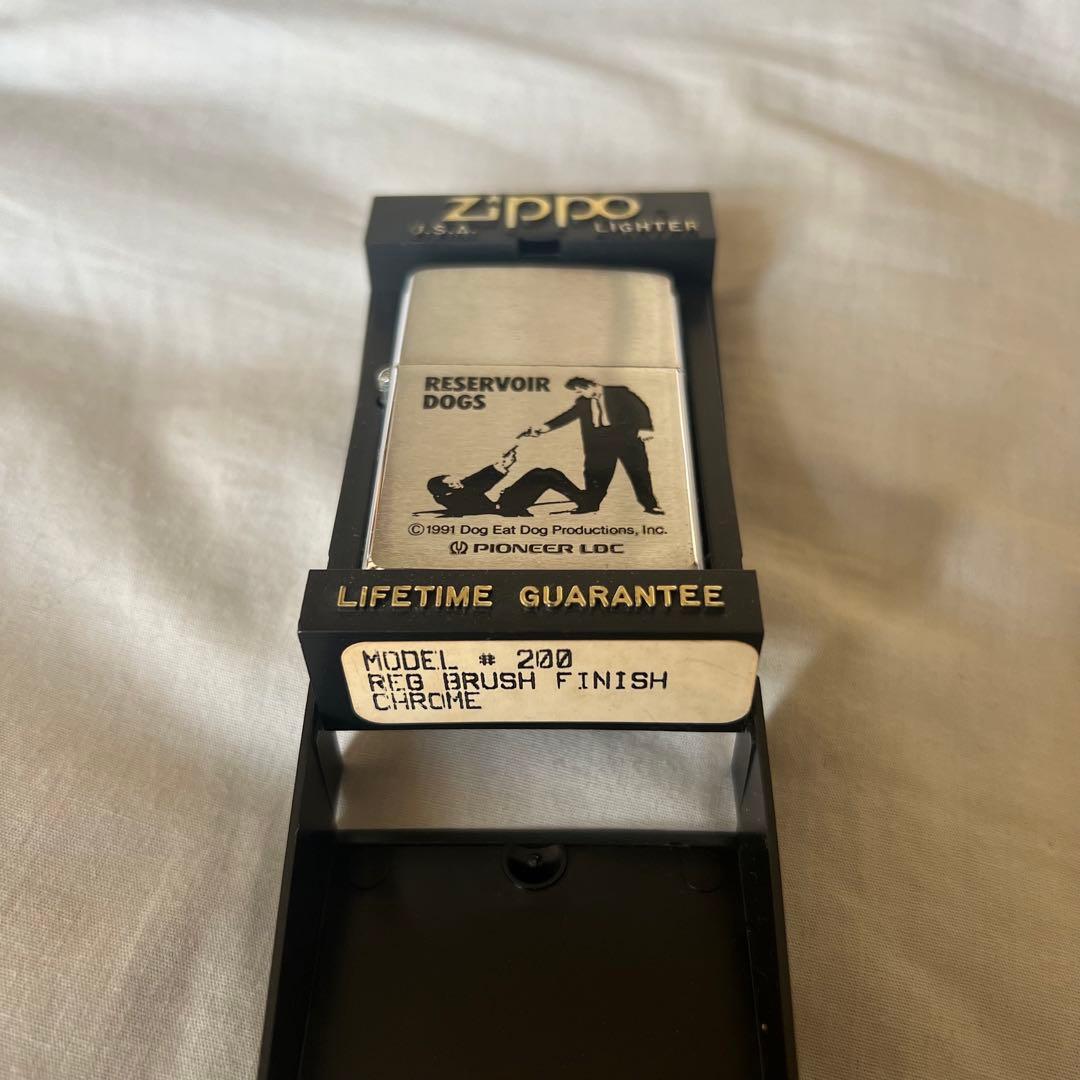 Zippo
U.S.A. LIGHTER
RESERVOIR
DOGS
©1991 Dog Eat Dog Productions, Inc.
PIONEER LDC
LIFETIME GUARANTEE
MODEL # 200
REG BRUSH FINISH
CHROME